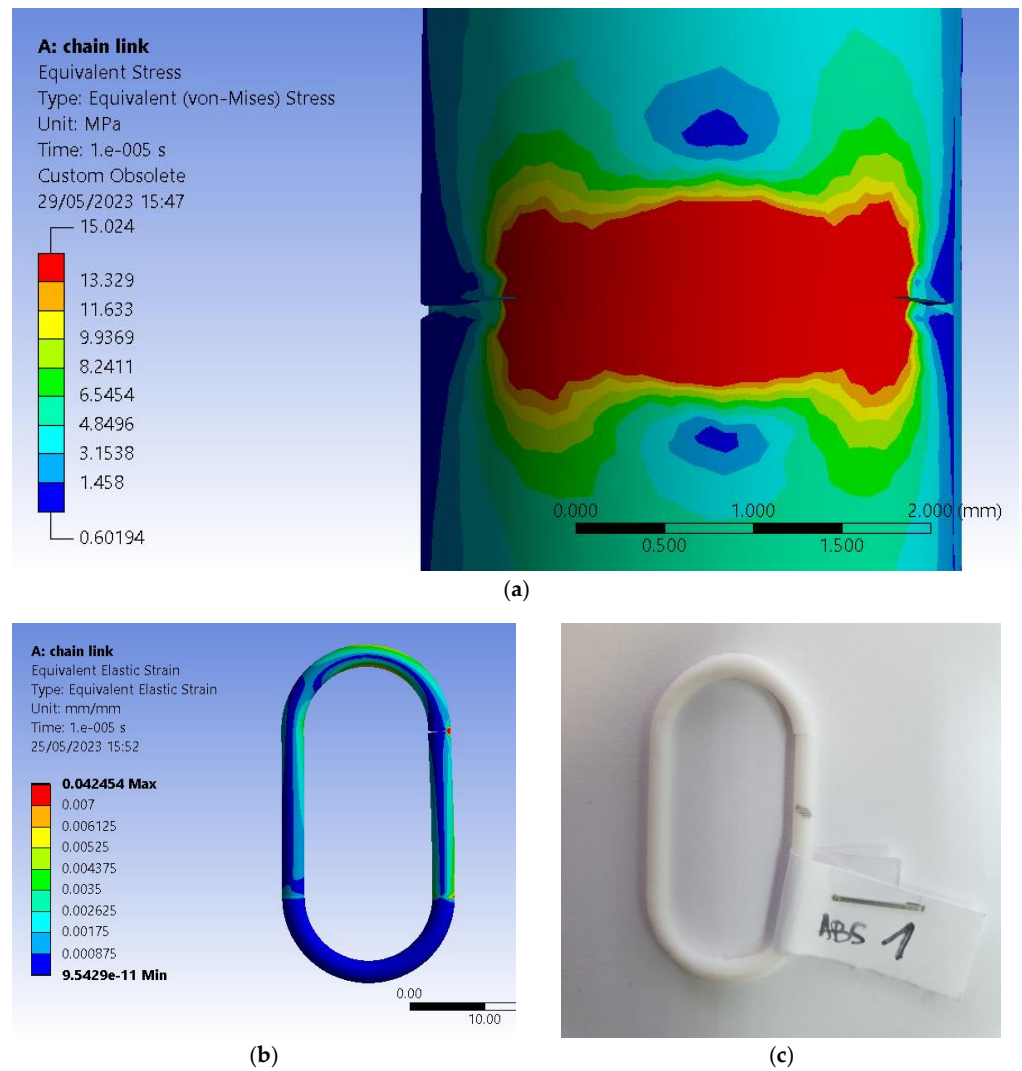 A: chain link
Equivalent Stress
Type: Equivalent (von-Mises) Stress
Unit: MPa
Time: 1.e-005 s
Custom Obsolete
29/05/2023 15:47
15.024
13.329
11.633
9.9369
8.2411
6.5454
4.8496
3.1538
1.458
0.60194
0.000 1.000 2.000 (mm)
0.500 1.500
(a)
A: chain link
Equivalent Elastic Strain
Type: Equivalent Elastic Strain
Unit: mm/mm
Time: 1.e-005 s
25/05/2023 15:52
0.042454 Max
0.007
0.006125
0.00525
0.004375
0.0035
0.002625
0.00175
0.000875
9.5429e-11 Min
0.00
10.00
(b)
ABS 1
(c)